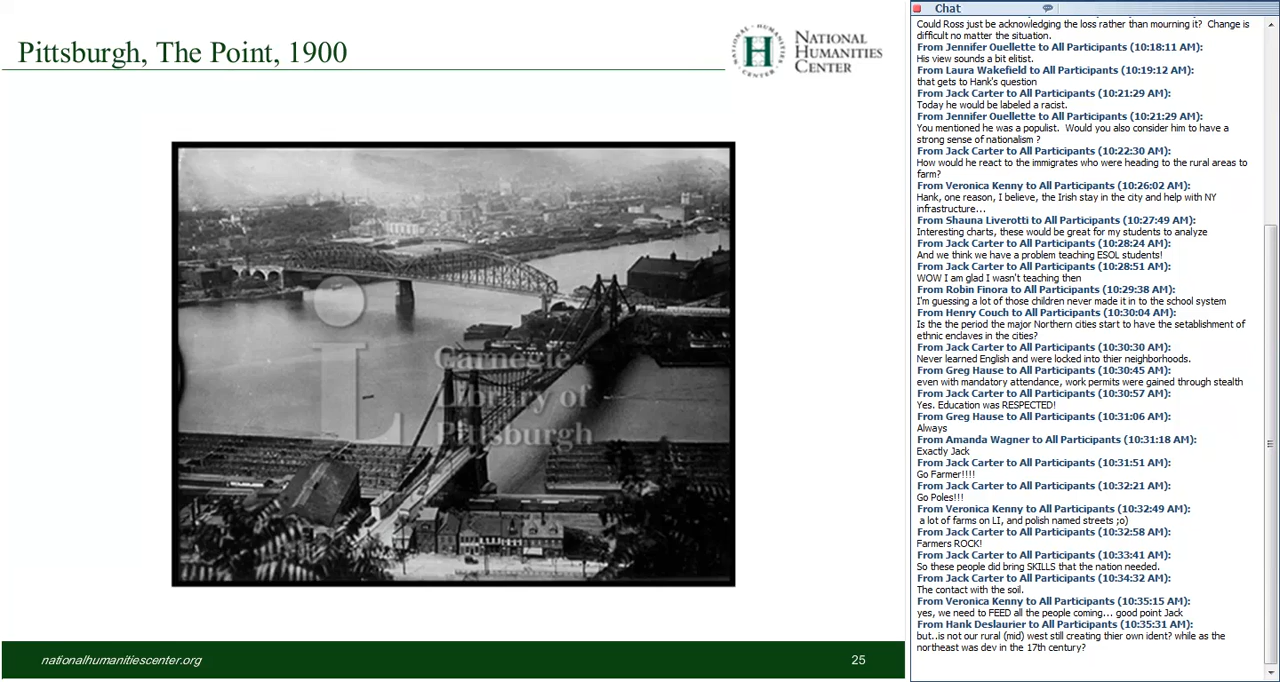 Pittsburgh, The Point, 1900
NATIONAL HUMANITIES CENTER
H
NATIONAL
HUMANITIES
CENTER
Carnegie
Library of
Pittsburgh
nationalhumanitiescenter.org
25
Chat
Could Ross just be acknowledging the loss rather than mourning it? Change is
difficult no matter the situation.
From Jennifer Ouellette to All Participants (10:18:11 AM):
His view sounds a bit elitist.
From Laura Wakefield to All Participants (10:19:12 AM):
that gets to Hank's question
From Jack Carter to All Participants (10:21:29 AM):
Today he would be labeled a racist.
From Jennifer Ouellette to All Participants (10:21:29 AM):
You mentioned he was a populist. Would you also consider him to have a
strong sense of nationalism ?
From Jack Carter to All Participants (10:22:30 AM):
How would he react to the immigrates who were heading to the rural areas to
farm?
From Veronica Kenny to All Participants (10:26:02 AM):
Hank, one reason, I believe, the Irish stay in the city and help with NY
infrastructure...
From Shauna Liverotti to All Participants (10:27:49 AM):
Interesting charts, these would be great for my students to analyze
From Jack Carter to All Participants (10:28:24 AM):
And we think we have a problem teaching ESOL students!
From Jack Carter to All Participants (10:28:51 AM):
WOW I am glad I wasn't teaching then
From Robin Finora to All Participants (10:29:38 AM):
I'm guessing a lot of those children never made it in to the school system
From Henry Couch to All Participants (10:30:04 AM):
Is the the period the major Northern cities start to have the setablishment of
ethnic enclaves in the cities?
From Jack Carter to All Participants (10:30:30 AM):
Never learned English and were locked into thier neighborhoods.
From Greg Hause to All Participants (10:30:45 AM):
even with mandatory attendance, work permits were gained through stealth
From Jack Carter to All Participants (10:30:57 AM):
Yes. Education was RESPECTED!
From Greg Hause to All Participants (10:31:06 AM):
Always
From Amanda Wagner to All Participants (10:31:18 AM):
Exactly Jack
From Jack Carter to All Participants (10:31:51 AM):
Go Farmer!!!!
From Jack Carter to All Participants (10:32:21 AM):
Go Poles!!!
From Veronica Kenny to All Participants (10:32:49 AM):
a lot of farms on LI, and polish named streets ;o)
From Jack Carter to All Participants (10:32:58 AM):
Farmers ROCK!
From Jack Carter to All Participants (10:33:41 AM):
So these people did bring SKILLS that the nation needed.
From Jack Carter to All Participants (10:34:32 AM):
The contact with the soil.
From Veronica Kenny to All Participants (10:35:15 AM):
yes, we need to FEED all the people coming... good point Jack
From Hank Deslaurier to All Participants (10:35:31 AM):
but..is not our rural (mid) west still creating thier own ident? while as the
northeast was dev in the 17th century?